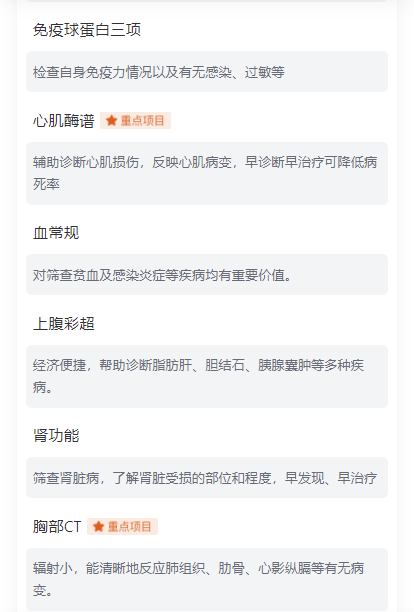 免疫球蛋白三项
检查自身免疫力情况以及有无感染、过敏等
心肌酶谱 重点项目
辅助诊断心肌损伤，反映心肌病变，早诊断早治疗可降低病
死率
血常规
对筛查贫血及感染炎症等疾病均有重要价值。
上腹彩超
经济便捷，帮助诊断脂肪肝、胆结石、胰腺囊肿等多种疾
病。
肾功能
筛查肾脏病，了解肾脏受损的部位和程度，早发现、早治疗
胸部CT 重点项目
辐射小，能清晰地反应肺组织、肋骨、心影纵膈等有无病
变。